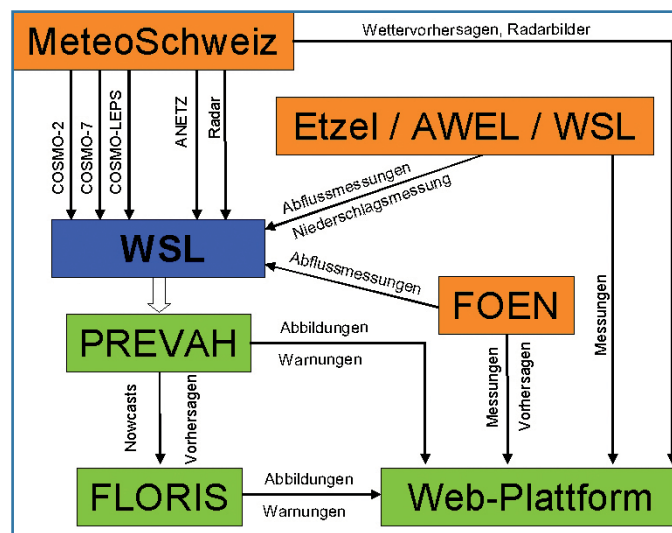 MeteoSchweiz
Wettervorhersagen, Radarbilder
COSMO-2
COSMO-7
COSMO-LEPS
ANETZ
Radar
Etzel / AWEL / WSL
Abflussmessungen
Niederschlagsmessung
WSL
Abflussmessungen
FOEN
Messungen
PREVAH
Abbildungen
Warnungen
Messungen
Vorhersagen
Nowcasts
Vorhersagen
FLORIS
Abbildungen
Warnungen
Web-Plattform